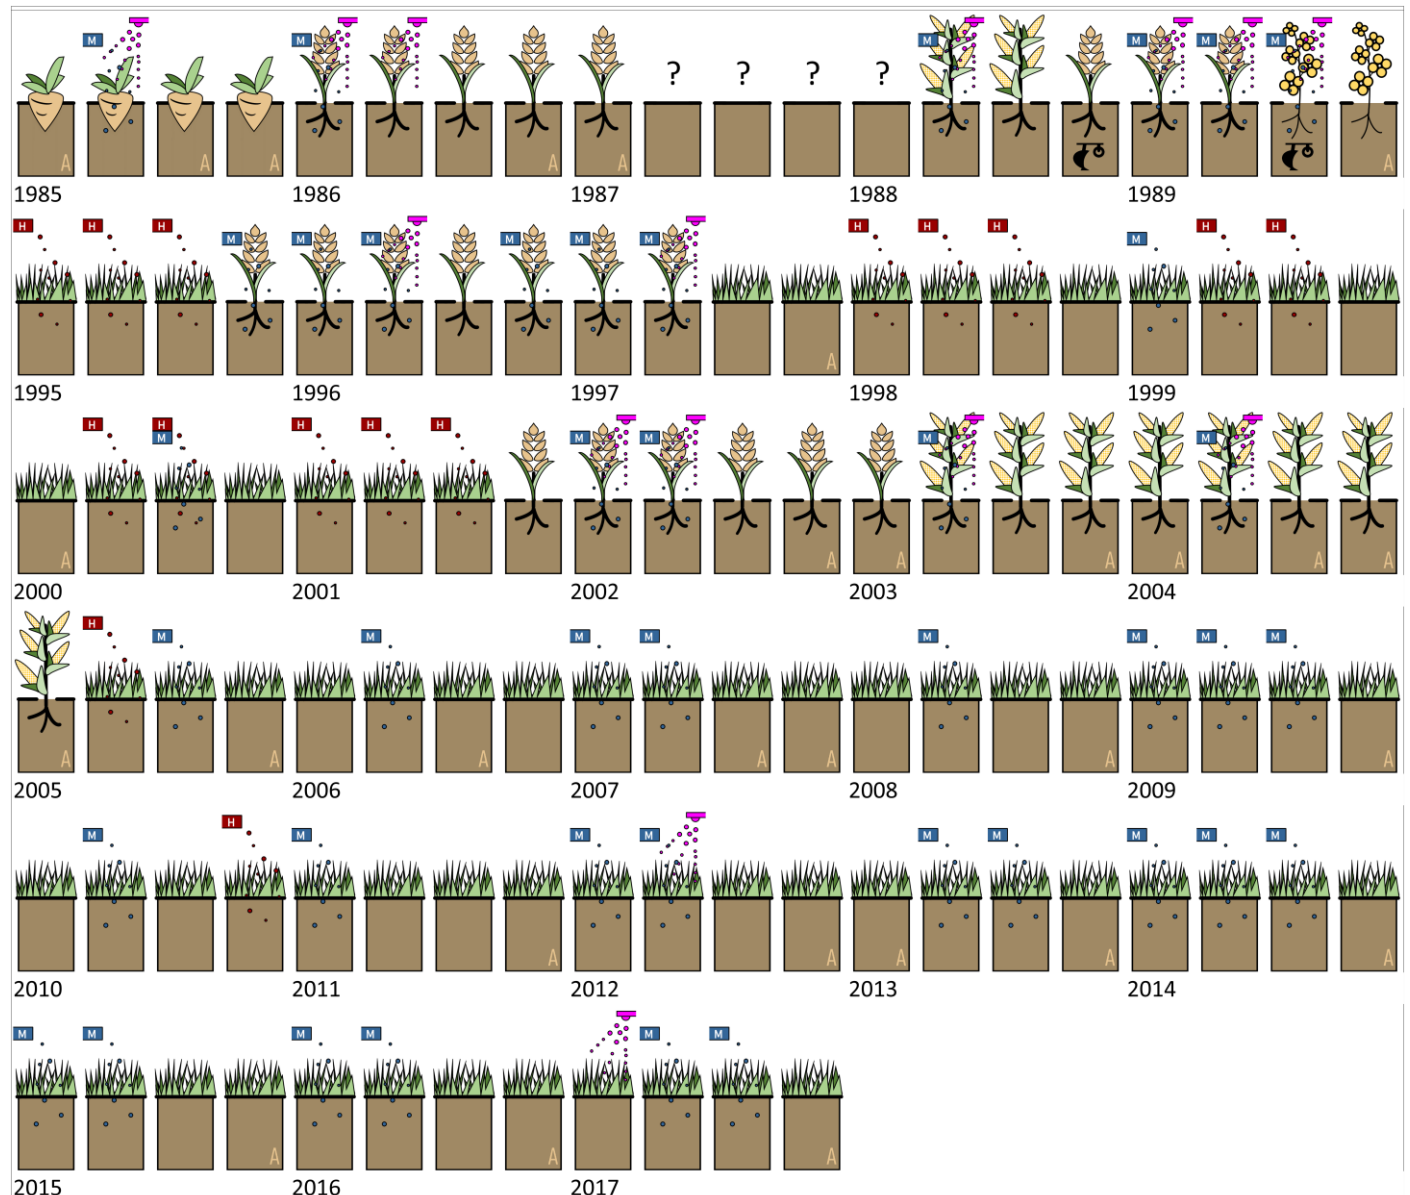 M M M M M M
? ? ? ?
A A A A A A
1985 1986 1987 1988 1989
H H H H H H H H
M M M M M M M
A
1995 1996 1997 1998 1999
H H H H H
M M M M M
A A A A A A A
2000 2001 2002 2003 2004
H
M M M M M M M M
A A A A A A A
2005 2006 2007 2008 2009
H
M M M M M M M M M
A A A A A
2010 2011 2012 2013 2014
M M M M M M
A A A
2015 2016 2017